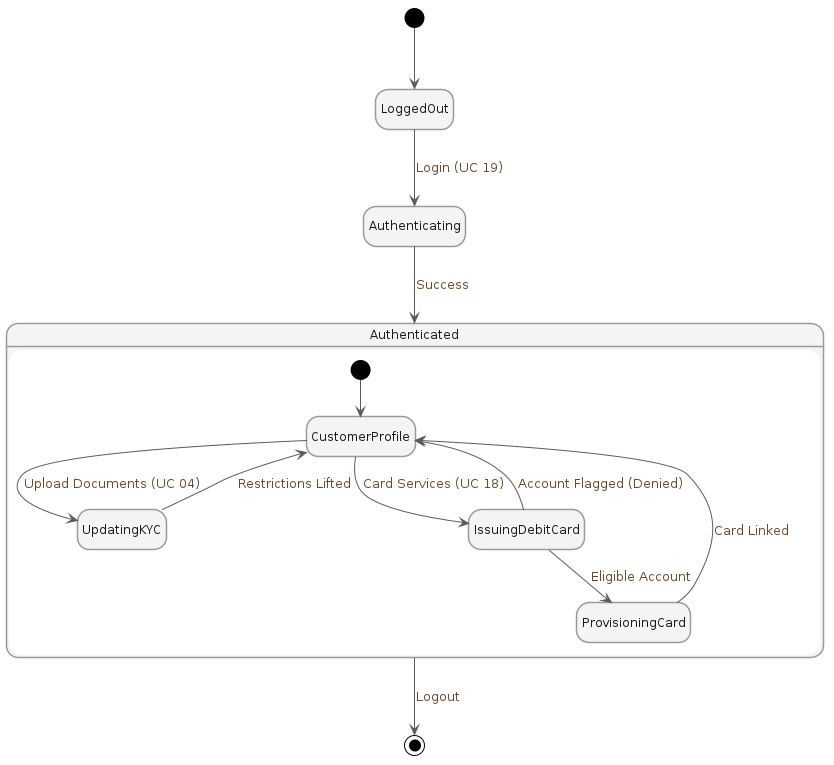 LoggedOut
Login (UC 19)
Authenticating
Success
Authenticated
CustomerProfile
Upload Documents (UC 04)
Restrictions Lifted
Card Services (UC 18)
Account Flagged (Denied)
UpdatingKYC
IssuingDebitCard
Card Linked
Eligible Account
ProvisioningCard
Logout